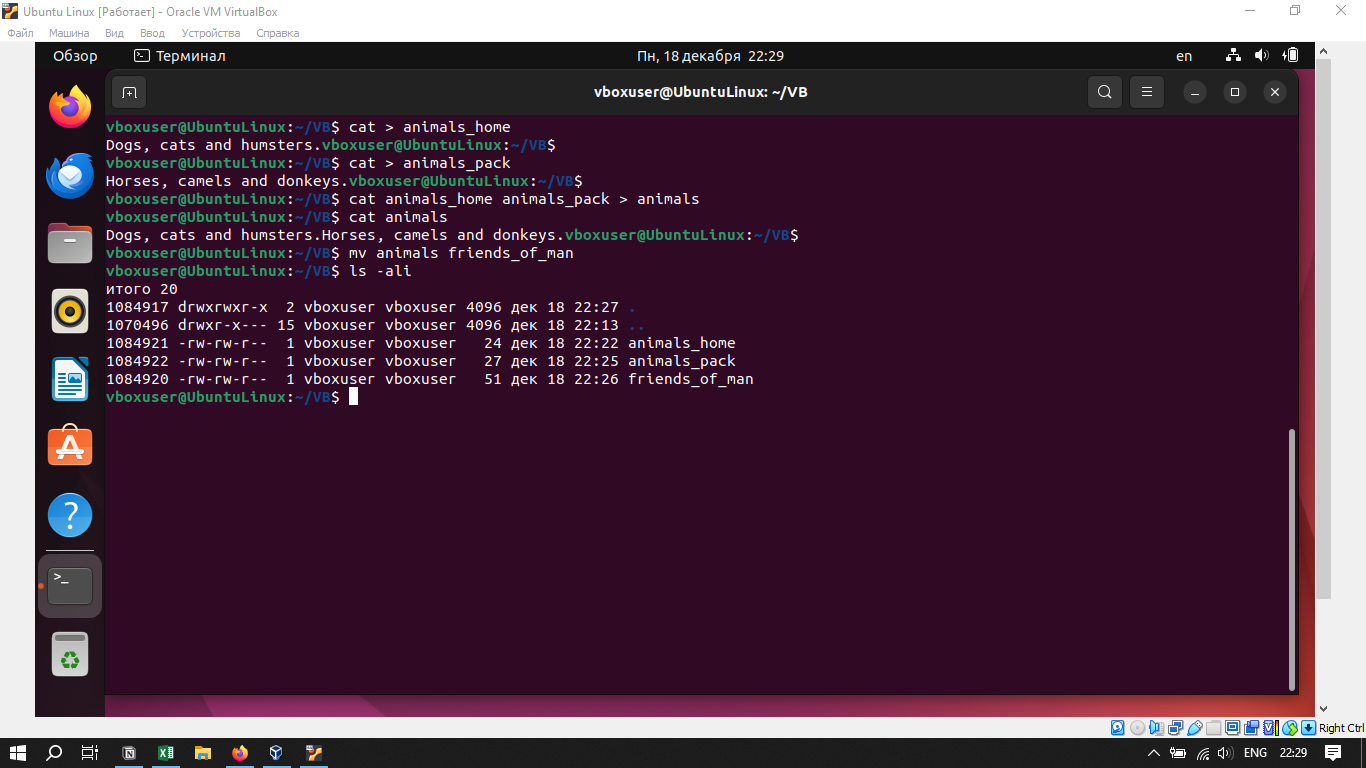 Ubuntu Linux [Работает] - Oracle VM VirtualBox
Файл Машина Вид Ввод Устройства Справка
Обзор Терминал Пн, 18 декабря 22:29 en
vboxuser@UbuntuLinux: ~/VB
vboxuser@UbuntuLinux:~/VB$ cat > animals_home
Dogs, cats and humsters.vboxuser@UbuntuLinux:~/VB$
vboxuser@UbuntuLinux:~/VB$ cat > animals_pack
Horses, camels and donkeys.vboxuser@UbuntuLinux:~/VB$
vboxuser@UbuntuLinux:~/VB$ cat animals_home animals_pack > animals
vboxuser@UbuntuLinux:~/VB$ cat animals
Dogs, cats and humsters.Horses, camels and donkeys.vboxuser@UbuntuLinux:~/VB$
vboxuser@UbuntuLinux:~/VB$ mv animals friends_of_man
vboxuser@UbuntuLinux:~/VB$ ls -ali
итого 20
1084917 drwxrwxr-x  2 vboxuser vboxuser 4096 дек 18 22:27 .
1070496 drwxr-x--- 15 vboxuser vboxuser 4096 дек 18 22:13 ..
1084921 -rw-rw-r--  1 vboxuser vboxuser   24 дек 18 22:22 animals_home
1084922 -rw-rw-r--  1 vboxuser vboxuser   27 дек 18 22:25 animals_pack
1084920 -rw-rw-r--  1 vboxuser vboxuser   51 дек 18 22:26 friends_of_man
vboxuser@UbuntuLinux:~/VB$
Right Ctrl
ENG 22:29